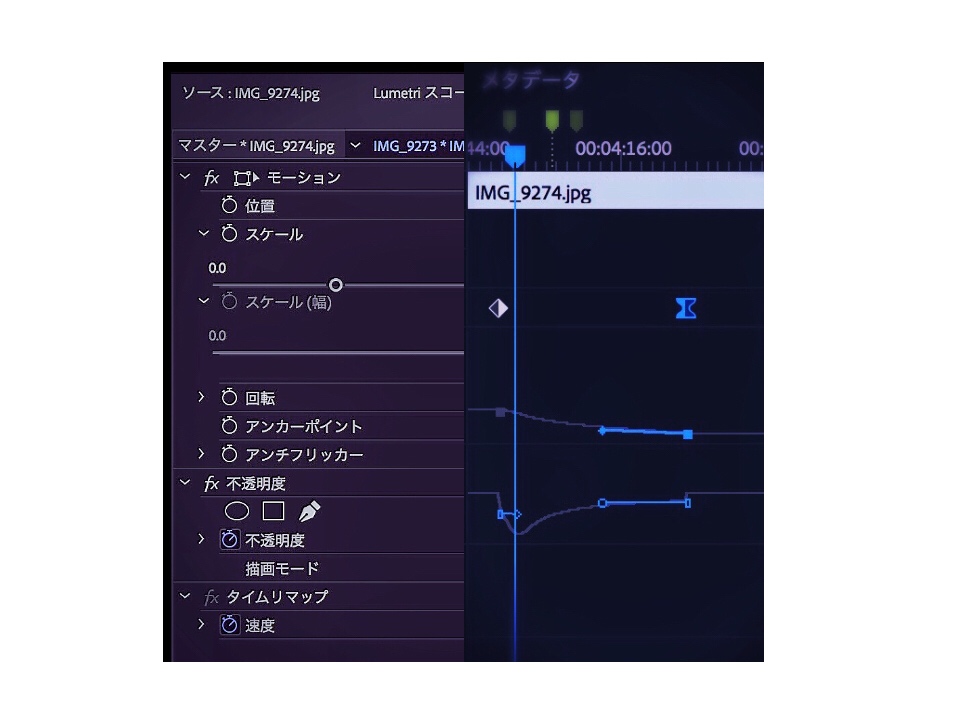 ソース : IMG_9274.jpg
Lumetri スコー
マスター * IMG_9274.jpg
IMG_9273 * IM
fx モーション
位置
スケール
0.0
スケール (幅)
0.0
回転
アンカーポイント
アンチフリッカー
fx 不透明度
不透明度
描画モード
fx タイムリマップ
速度
メタデータ
44:00
00:04:16:00
00:
IMG_9274.jpg